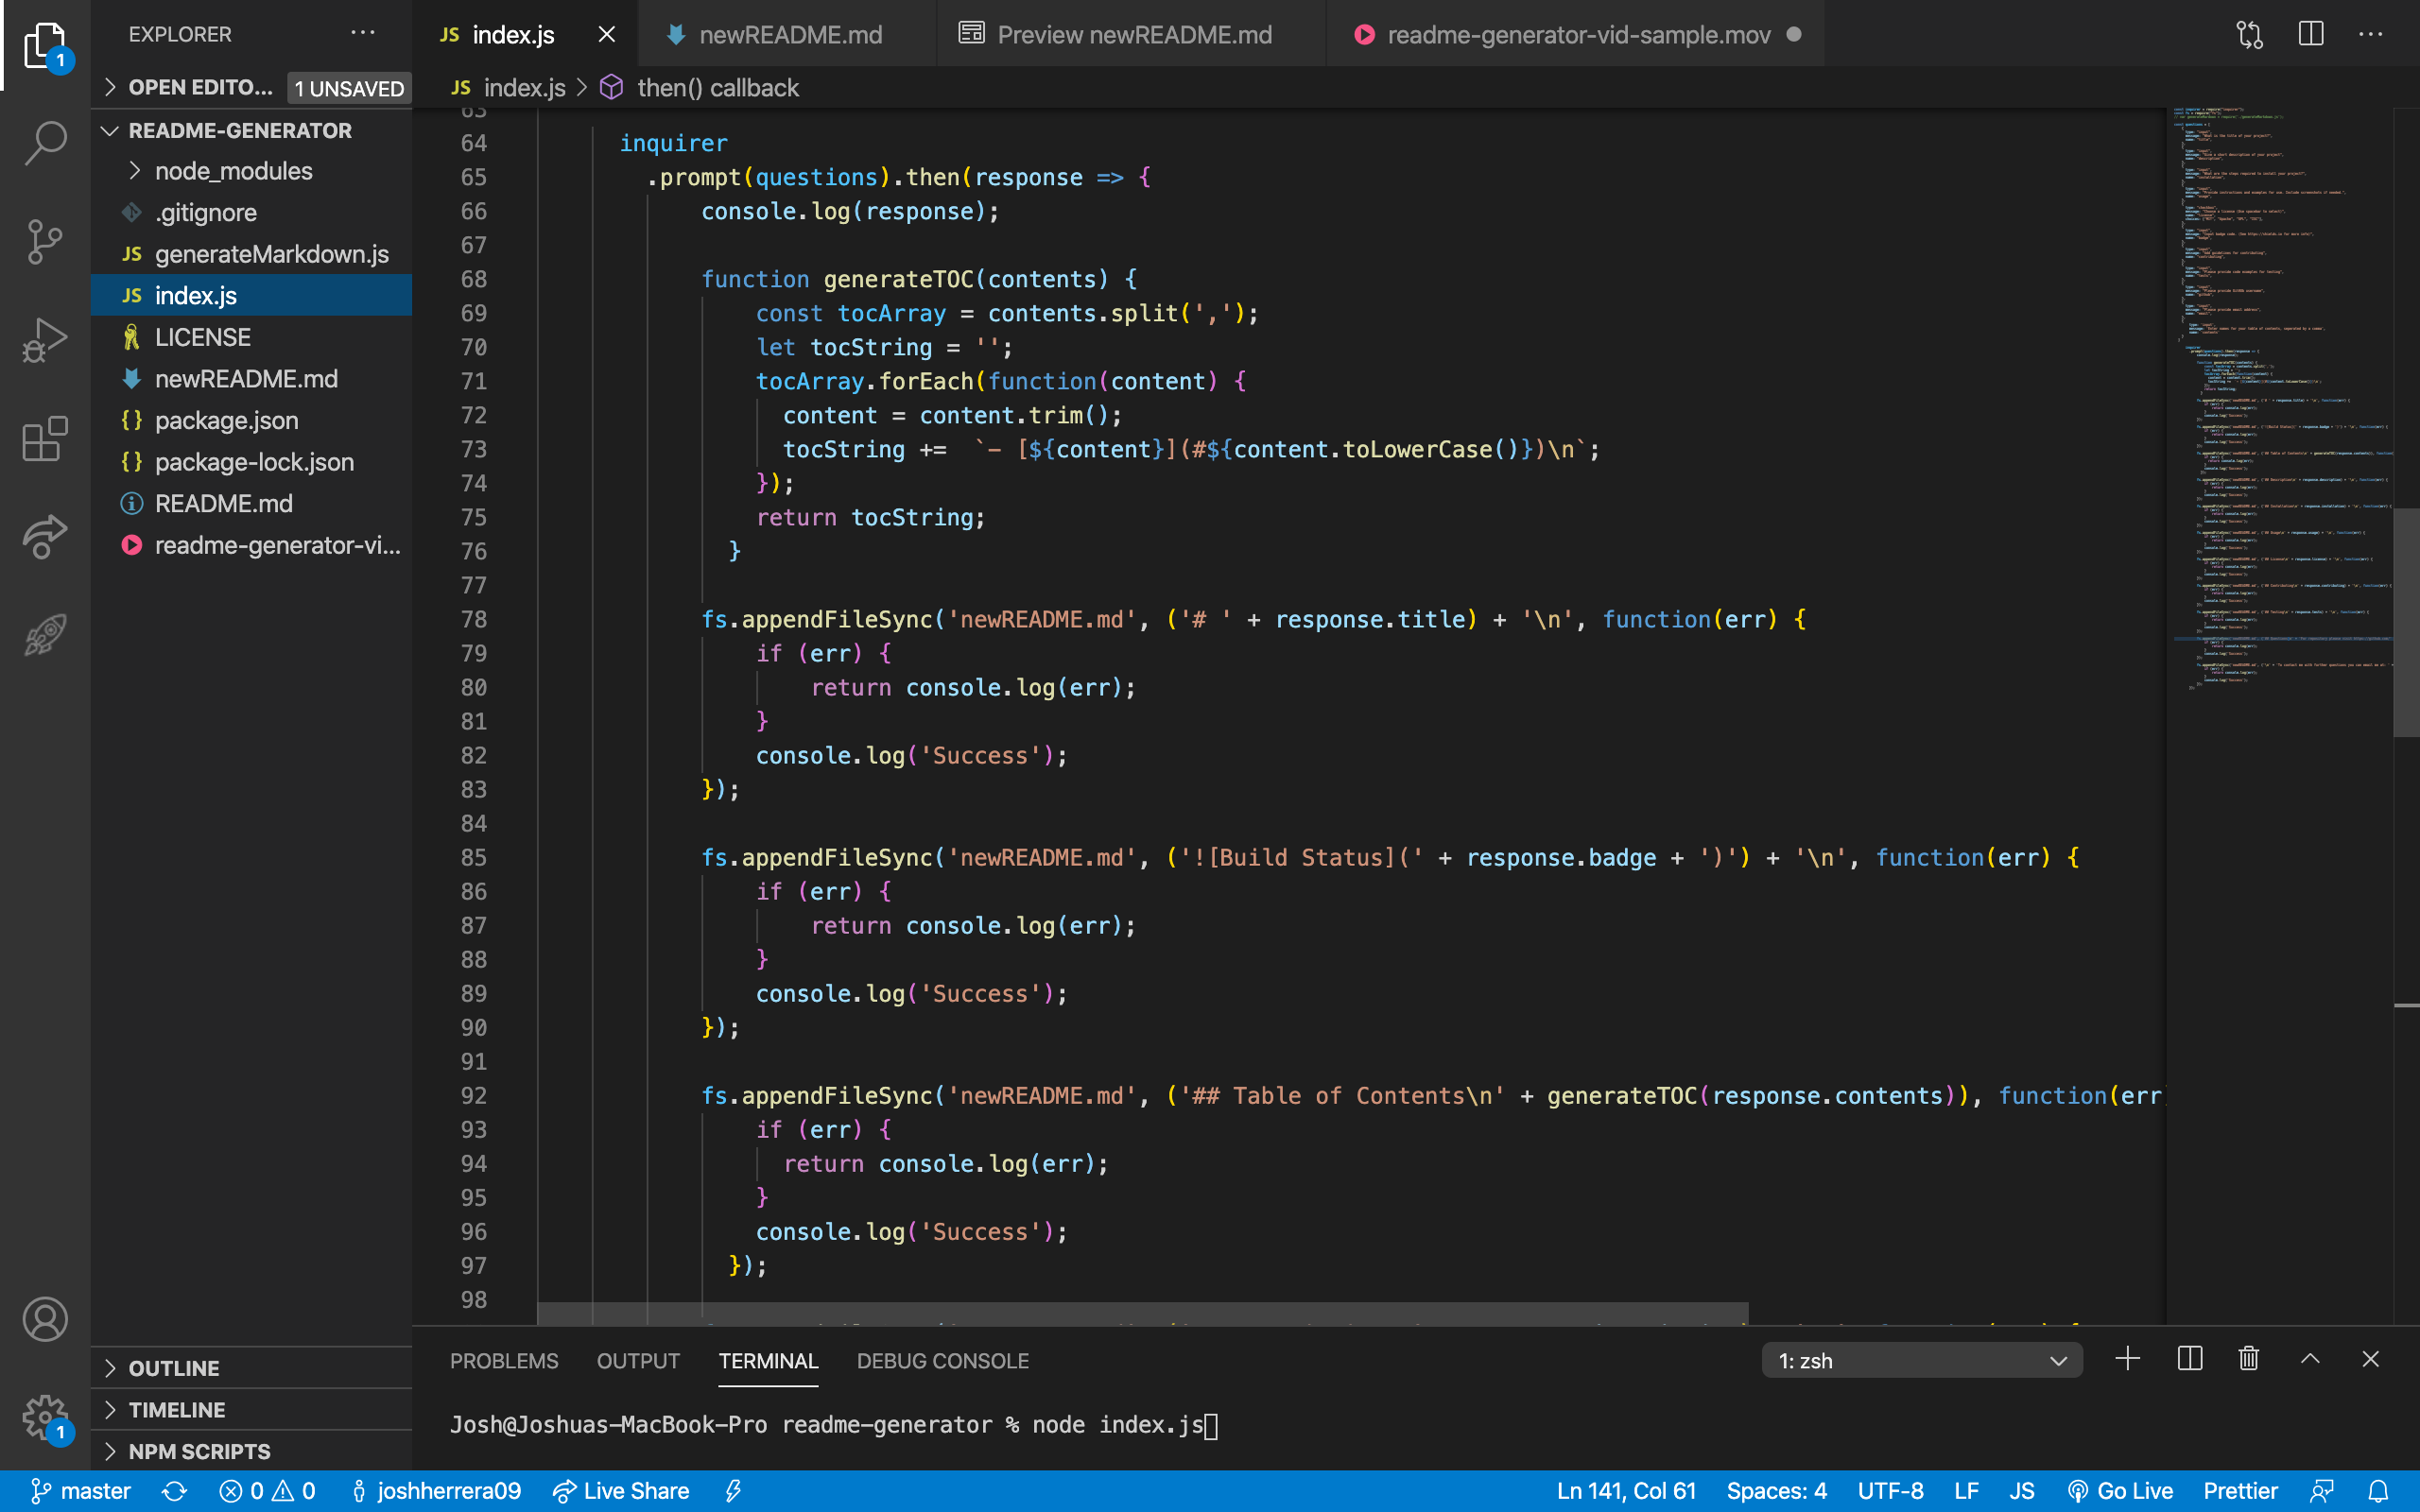 EXPLORER
OPEN EDITO... 1 UNSAVED
README-GENERATOR
node_modules
.gitignore
JS generateMarkdown.js
JS index.js
LICENSE
newREADME.md
{} package.json
{} package-lock.json
README.md
readme-generator-vi...
OUTLINE
TIMELINE
NPM SCRIPTS
1
1
JS index.js
newREADME.md
Preview newREADME.md
readme-generator-vid-sample.mov
JS index.js > then() callback
63
64 inquirer
65 .prompt(questions).then(response => {
66 console.log(response);
67
68 function generateTOC(contents) {
69 const tocArray = contents.split(',');
70 let tocString = '';
71 tocArray.forEach(function(content) {
72 content = content.trim();
73 tocString += `- [${content}](#${content.toLowerCase()})\n`;
74 });
75 return tocString;
76 }
77
78 fs.appendFileSync('newREADME.md', ('# ' + response.title) + '\n', function(err) {
79 if (err) {
80 return console.log(err);
81 }
82 console.log('Success');
83 });
84
85 fs.appendFileSync('newREADME.md', ('![Build Status](' + response.badge + ')') + '\n', function(err) {
86 if (err) {
87 return console.log(err);
88 }
89 console.log('Success');
90 });
91
92 fs.appendFileSync('newREADME.md', ('## Table of Contents\n' + generateTOC(response.contents)), function(err
93 if (err) {
94 return console.log(err);
95 }
96 console.log('Success');
97 });
98
PROBLEMS OUTPUT TERMINAL DEBUG CONSOLE
1: zsh
Josh@Joshuas-MacBook-Pro readme-generator % node index.js
master 0 0 joshherrera09 Live Share
Ln 141, Col 61 Spaces: 4 UTF-8 LF JS Go Live Prettier